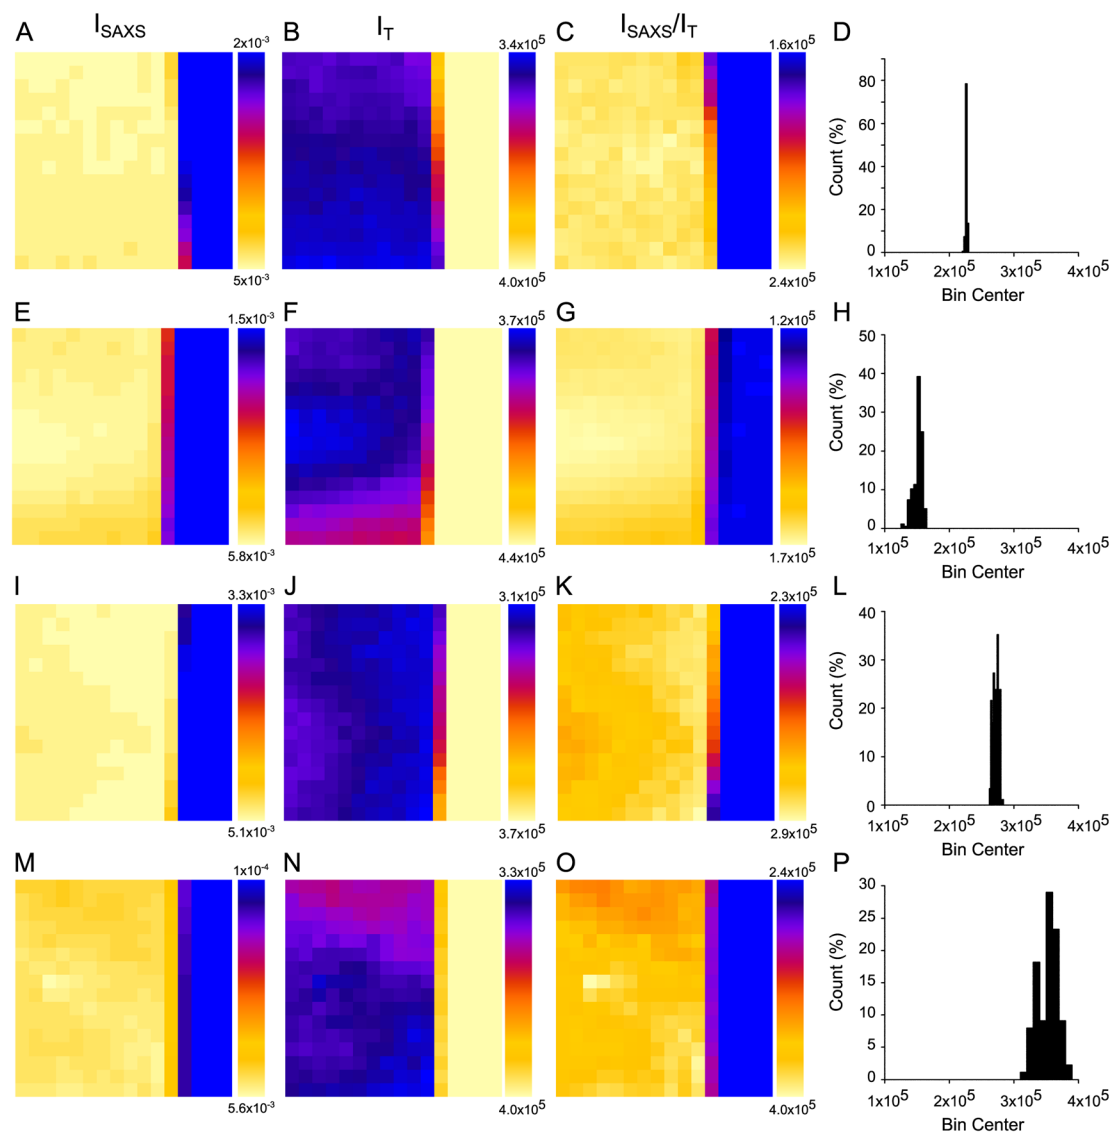 A I_SAXS B I_T C I_SAXS/I_T D
2x10⁻³ 3.4x10⁵ 1.6x10⁵
5x10⁻³ 4.0x10⁵ 2.4x10⁵
80
60
40
20
0
Count (%)
1x10⁵ 2x10⁵ 3x10⁵ 4x10⁵
Bin Center
E F G H
1.5x10⁻³ 3.7x10⁵ 1.2x10⁵
5.8x10⁻³ 4.4x10⁵ 1.7x10⁵
50
40
30
20
10
0
Count (%)
1x10⁵ 2x10⁵ 3x10⁵ 4x10⁵
Bin Center
I J K L
3.3x10⁻³ 3.1x10⁵ 2.3x10⁵
5.1x10⁻³ 3.7x10⁵ 2.9x10⁵
40
30
20
10
0
Count (%)
1x10⁵ 2x10⁵ 3x10⁵ 4x10⁵
Bin Center
M N O P
1x10⁻⁴ 3.3x10⁵ 2.4x10⁵
5.6x10⁻³ 4.0x10⁵ 4.0x10⁵
30
25
20
15
10
5
0
Count (%)
1x10⁵ 2x10⁵ 3x10⁵ 4x10⁵
Bin Center